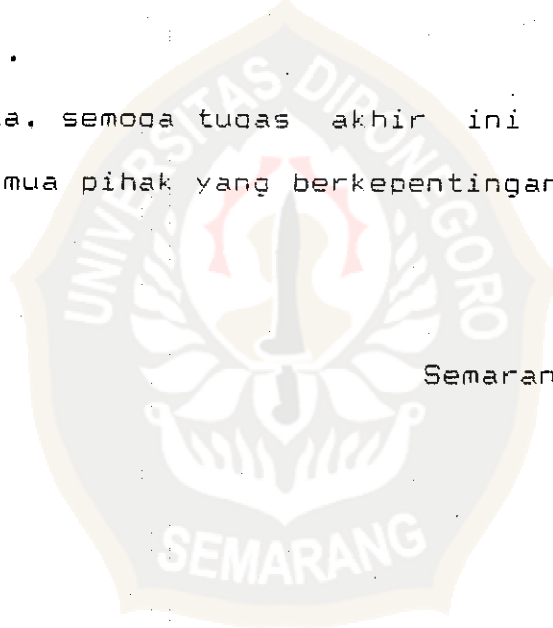 a. semoga tugas akhir ini
mua pihak yang berkepentingan
Semaran
UNIVERSITAS DIPONEGORO
SEMARANG